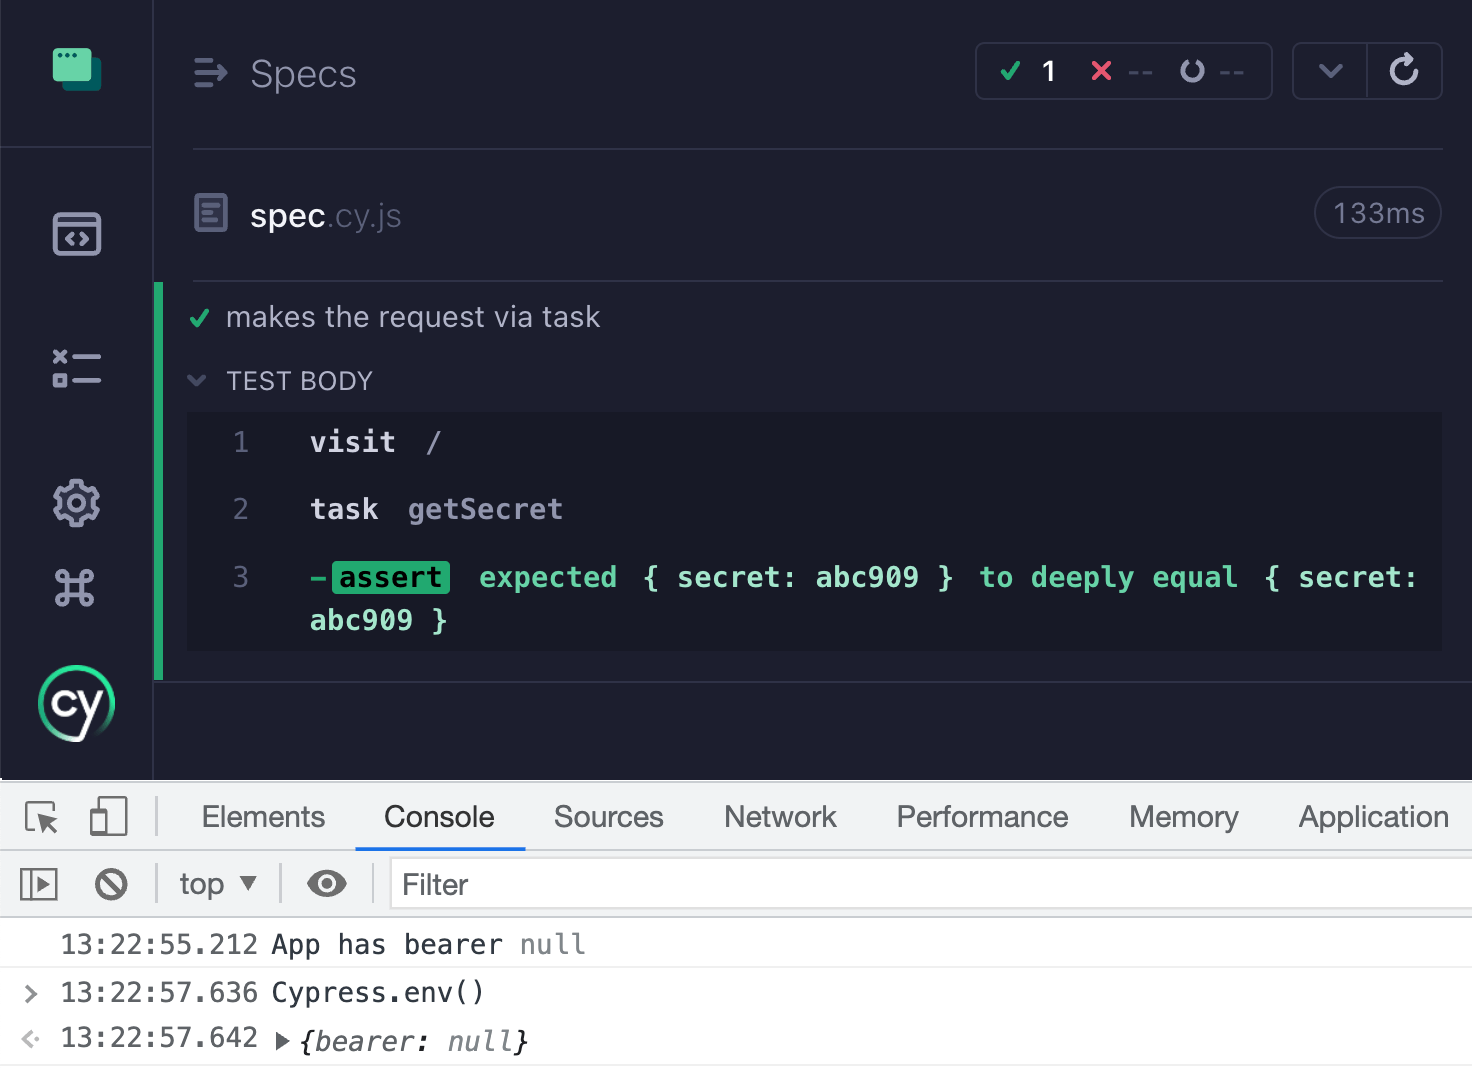 Specs
1 -- --
spec.cy.js
133ms
makes the request via task
TEST BODY
1 visit /
2 task getSecret
3 -assert expected { secret: abc909 } to deeply equal { secret:
abc909 }
cy
Elements Console Sources Network Performance Memory Application
top Filter
13:22:55.212 App has bearer null
13:22:57.636 Cypress.env()
13:22:57.642 {bearer: null}